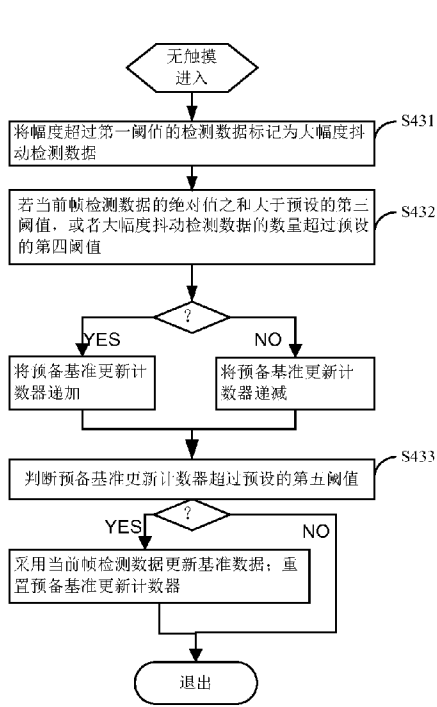 无触摸
进入
将幅度超过第一阈值的检测数据标记为大幅度抖
动检测数据
S431
若当前帧检测数据的绝对值之和大于预设的第三
阈值，或者大幅度抖动检测数据的数量超过预设
的第四阈值
S432
?
YES
NO
将预备基准更新计
数器递加
将预备基准更新计
数器递减
判断预备基准更新计数器超过预设的第五阈值
S433
?
YES
NO
采用当前帧检测数据更新基准数据；重
置预备基准更新计数器
退出